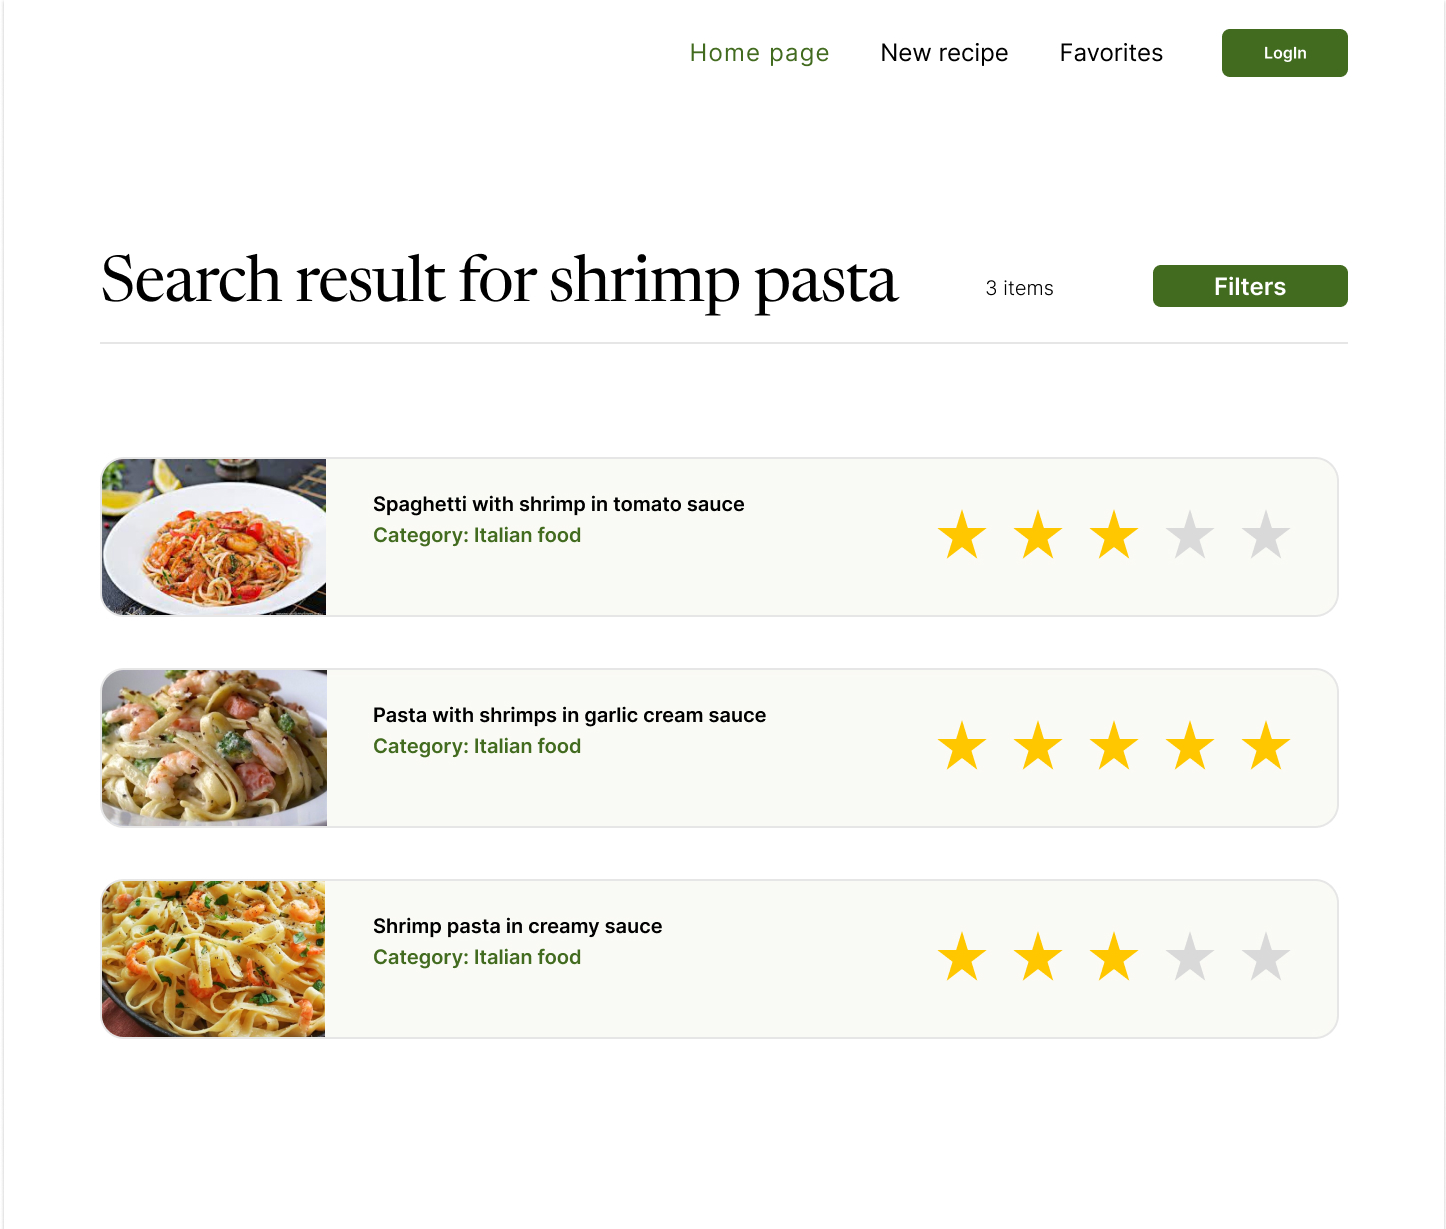 Home page New recipe Favorites LogIn
Search result for shrimp pasta 3 items Filters
Spaghetti with shrimp in tomato sauce
Category: Italian food
Pasta with shrimps in garlic cream sauce
Category: Italian food
Shrimp pasta in creamy sauce
Category: Italian food